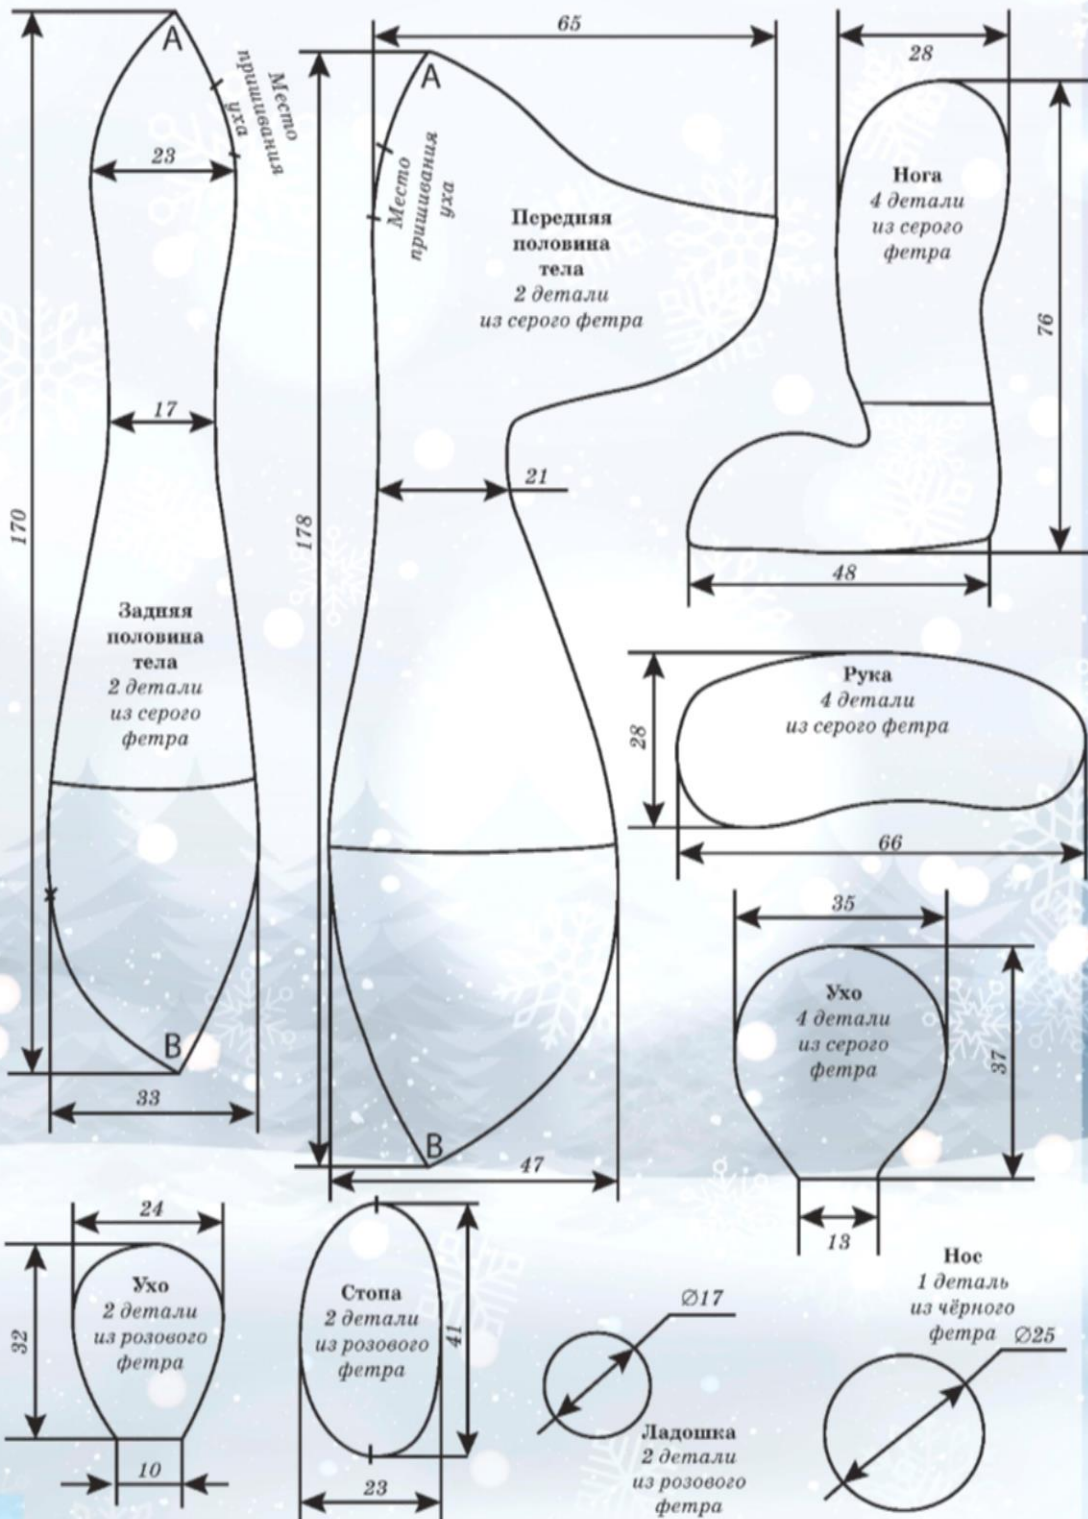 170
A
Место
пришивания
уха
23
17
Задняя
половина
тела
2 детали
из серого
фетра
B
33
65
178
A
Место
пришивания
уха
Передняя
половина
тела
2 детали
из серого фетра
21
B
47
28
Нога
4 детали
из серого
фетра
76
48
Рука
4 детали
из серого фетра
28
66
35
Ухо
4 детали
из серого
фетра
37
13
24
Ухо
2 детали
из розового
фетра
32
10
Стопа
2 детали
из розового
фетра
41
23
∅17
Ладошка
2 детали
из розового
фетра
Нос
1 деталь
из чёрного
фетра ∅25